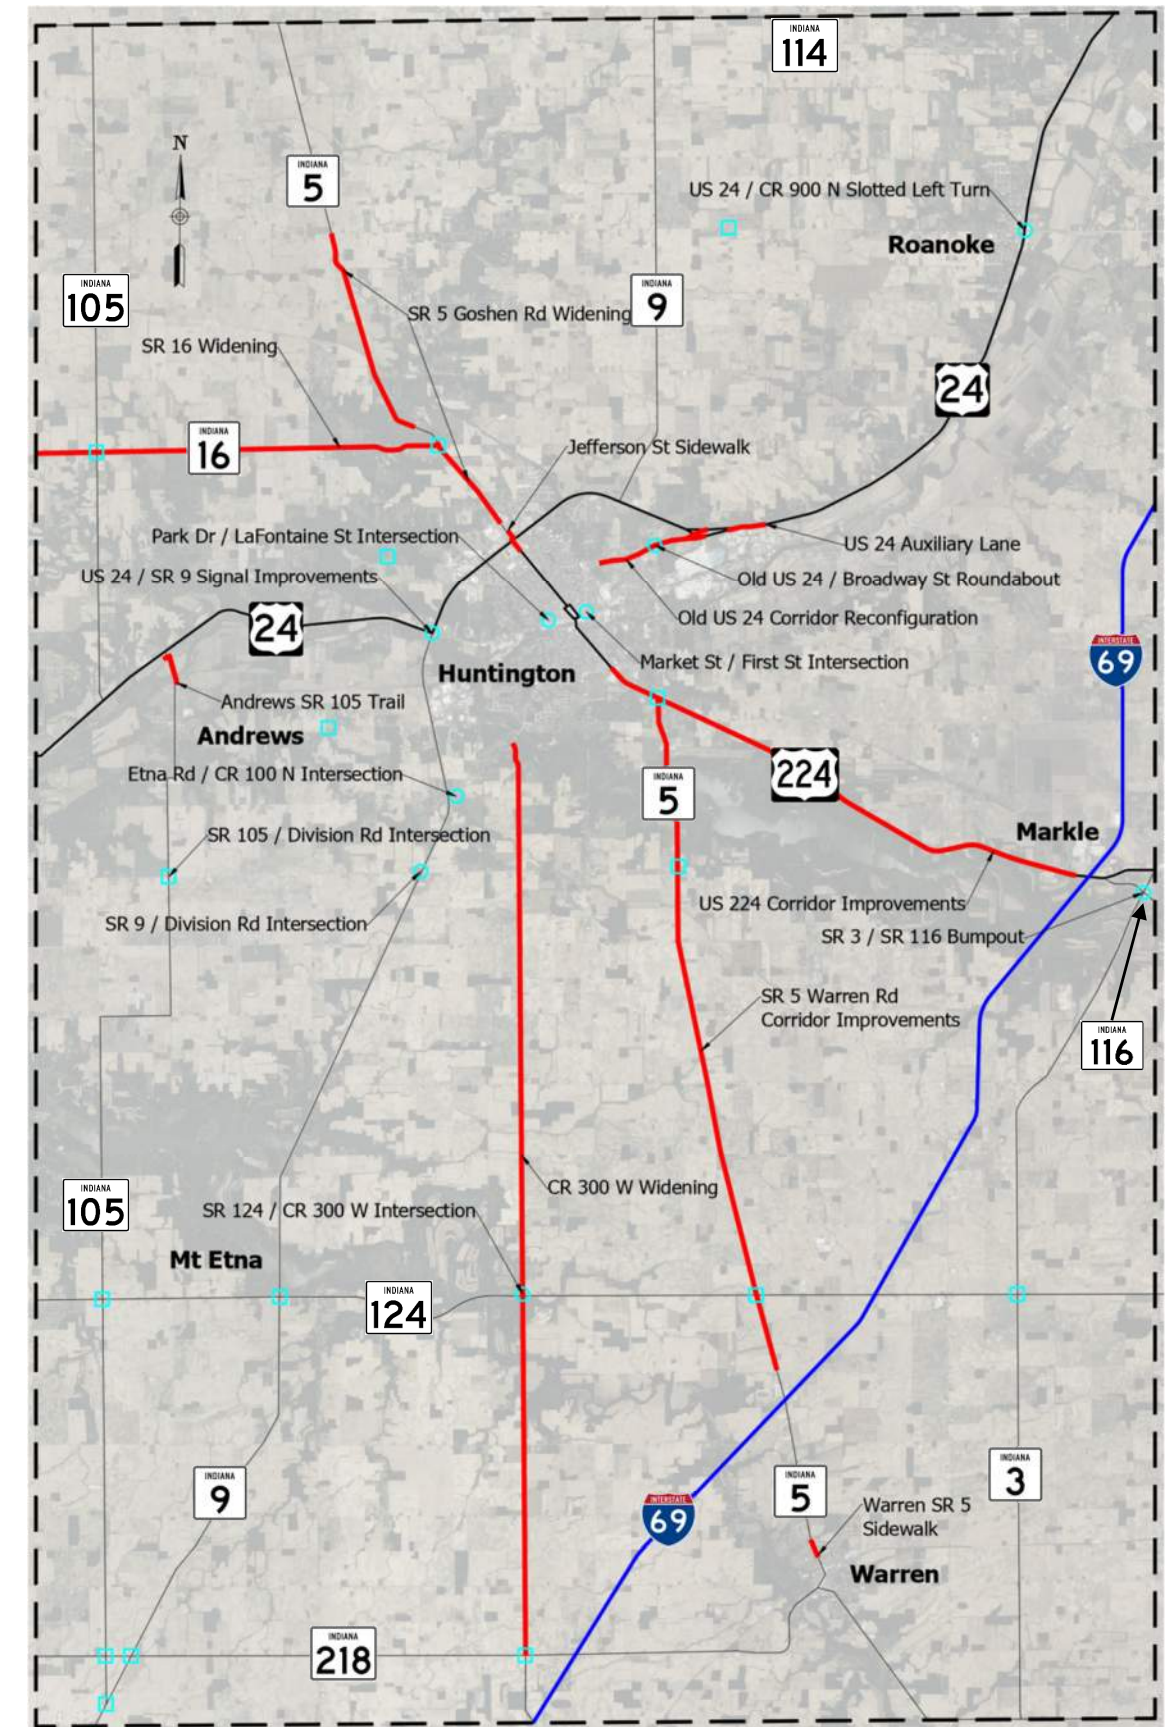 INDIANA
114
N
INDIANA
5
US 24 / CR 900 N Slotted Left Turn
Roanoke
INDIANA
105
INDIANA
9
SR 5 Goshen Rd Widening
SR 16 Widening
24
INDIANA
16
Jefferson St Sidewalk
Park Dr / LaFontaine St Intersection
US 24 Auxiliary Lane
US 24 / SR 9 Signal Improvements
Old US 24 / Broadway St Roundabout
24
Old US 24 Corridor Reconfiguration
INTERSTATE
69
Market St / First St Intersection
Huntington
Andrews SR 105 Trail
Andrews
Etna Rd / CR 100 N Intersection
224
INDIANA
5
Markle
SR 105 / Division Rd Intersection
US 224 Corridor Improvements
SR 9 / Division Rd Intersection
SR 3 / SR 116 Bumpout
SR 5 Warren Rd
Corridor Improvements
INDIANA
116
CR 300 W Widening
INDIANA
105
SR 124 / CR 300 W Intersection
Mt Etna
INDIANA
124
INDIANA
9
INTERSTATE
69
INDIANA
5
INDIANA
3
Warren SR 5
Sidewalk
Warren
INDIANA
218